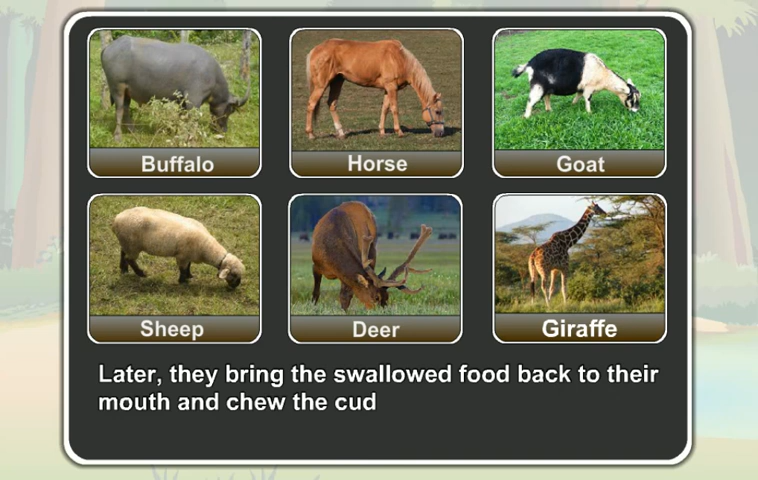 Buffalo
Horse
Goat
Sheep
Deer
Giraffe
Later, they bring the swallowed food back to their
mouth and chew the cud